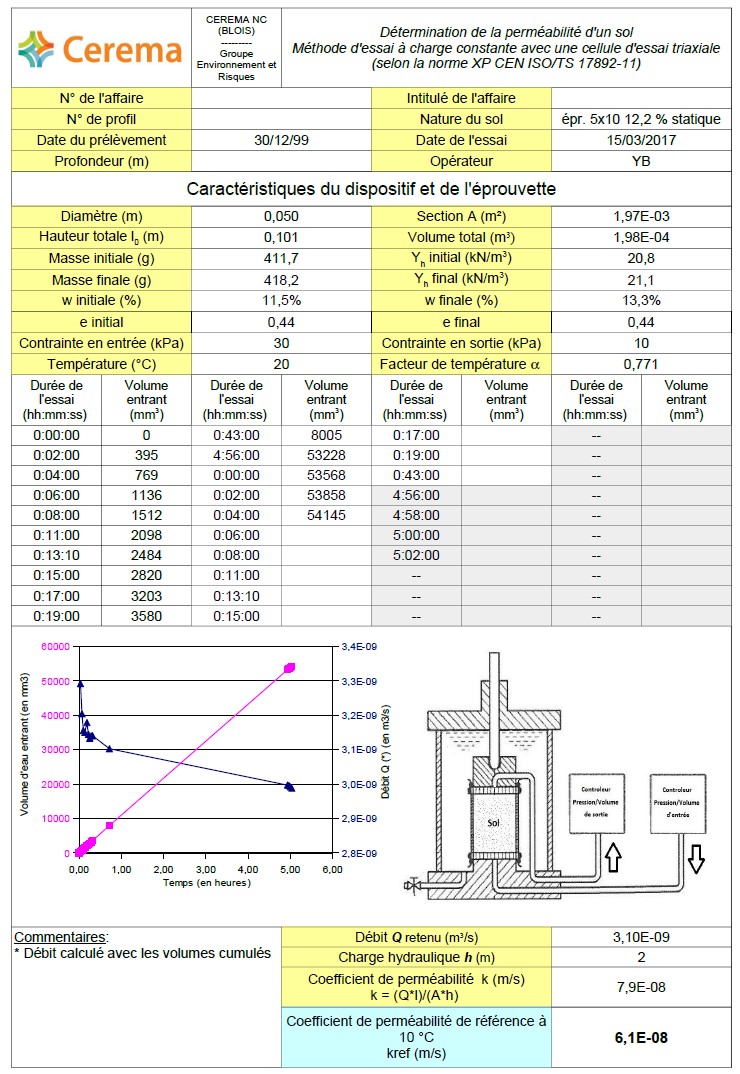 Cerema
CEREMA NC
(BLOIS)
---------
Groupe
Environnement et
Risques
Détermination de la perméabilité d'un sol
Méthode d'essai à charge constante avec une cellule d'essai triaxiale
(selon la norme XP CEN ISO/TS 17892-11)
N° de l'affaire Intitulé de l'affaire
N° de profil Nature du sol épr. 5x10 12,2 % statique
Date du prélèvement 30/12/99 Date de l'essai 15/03/2017
Profondeur (m) Opérateur YB
Caractéristiques du dispositif et de l'éprouvette
Diamètre (m) 0,050 Section A (m²) 1,97E-03
Hauteur totale l0 (m) 0,101 Volume total (m³) 1,98E-04
Masse initiale (g) 411,7 Yh initial (kN/m³) 20,8
Masse finale (g) 418,2 Yh final (kN/m³) 21,1
w initiale (%) 11,5% w finale (%) 13,3%
e initial 0,44 e final 0,44
Contrainte en entrée (kPa) 30 Contrainte en sortie (kPa) 10
Température (°C) 20 Facteur de température α 0,771
Durée de Volume Durée de Volume Durée de Volume Durée de Volume
l'essai entrant l'essai entrant l'essai entrant l'essai entrant
(hh:mm:ss) (mm³) (hh:mm:ss) (mm³) (hh:mm:ss) (mm³) (hh:mm:ss) (mm³)
0:00:00 0 0:43:00 8005 0:17:00 --
0:02:00 395 4:56:00 53228 0:19:00 --
0:04:00 769 0:00:00 53568 0:43:00 --
0:06:00 1136 0:02:00 53858 4:56:00 --
0:08:00 1512 0:04:00 54145 4:58:00 --
0:11:00 2098 0:06:00 5:00:00 --
0:13:10 2484 0:08:00 5:02:00 --
0:15:00 2820 0:11:00 -- --
0:17:00 3203 0:13:10 -- --
0:19:00 3580 0:15:00 -- --
Volume d'eau entrant (en mm3)
60000
50000
40000
30000
20000
10000
0
3,4E-09
3,3E-09
3,2E-09
3,1E-09
3,0E-09
2,9E-09
2,8E-09
Débit Q (*) (en m3/s)
0,00 1,00 2,00 3,00 4,00 5,00 6,00
Temps (en heures)
Sol
Controleur
Pression/Volume
de sortie
Controleur
Pression/Volume
d'entrée
Commentaires:
* Débit calculé avec les volumes cumulés
Débit Q retenu (m³/s) 3,10E-09
Charge hydraulique h (m) 2
Coefficient de perméabilité k (m/s)
k = (Q*l)/(A*h)
7,9E-08
Coefficient de perméabilité de référence à
10 °C
kref (m/s)
6,1E-08